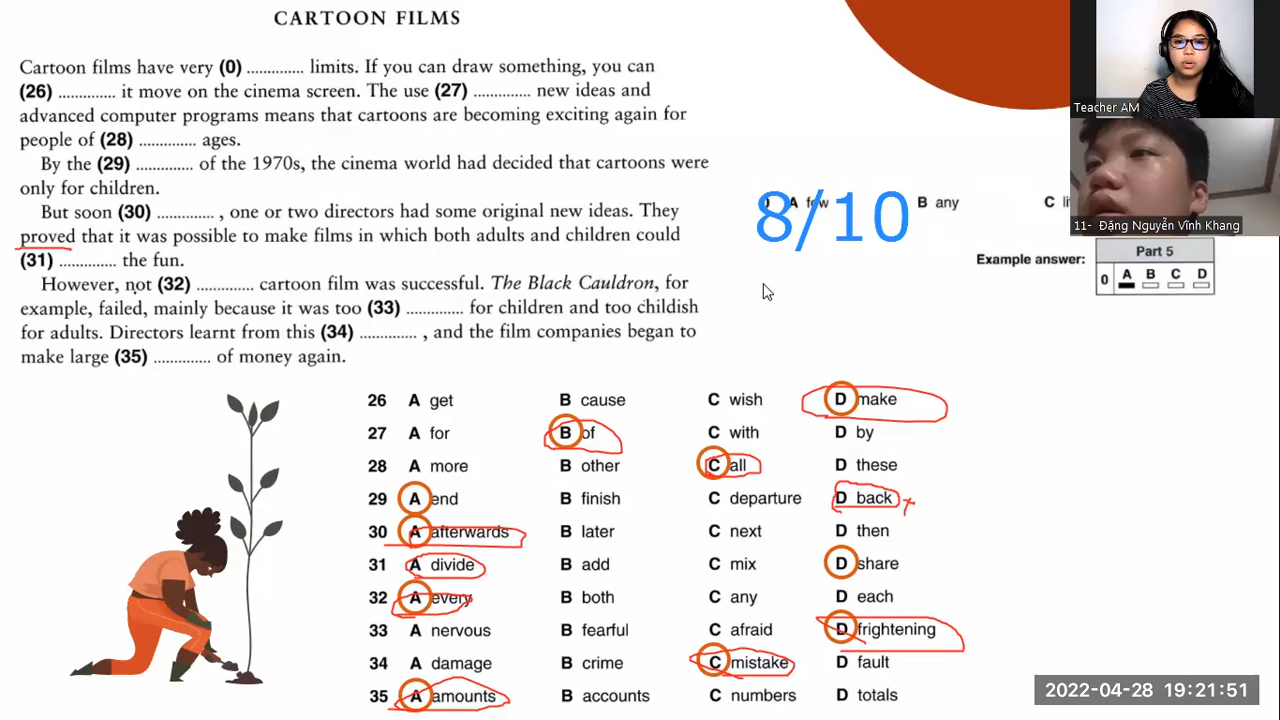 CARTOON FILMS
Cartoon films have very (0) ............. limits. If you can draw something, you can
(26) ............. it move on the cinema screen. The use (27) ............. new ideas and
advanced computer programs means that cartoons are becoming exciting again for
people of (28) ............. ages.
By the (29) ............. of the 1970s, the cinema world had decided that cartoons were
only for children.
But soon (30) ............. , one or two directors had some original new ideas. They
proved that it was possible to make films in which both adults and children could
(31) ............. the fun.
However, not (32) ............. cartoon film was successful. The Black Cauldron, for
example, failed, mainly because it was too (33) ............. for children and too childish
for adults. Directors learnt from this (34) ............. , and the film companies began to
make large (35) ............. of money again.
Teacher AM
11- Đặng Nguyễn Vĩnh Khang
A few B any C
8/10
Example answer:
Part 5
0 A B C D
26 A get B cause C wish D make
27 A for B of C with D by
28 A more B other C all D these
29 A end B finish C departure D back
30 A afterwards B later C next D then
31 A divide B add C mix D share
32 A every B both C any D each
33 A nervous B fearful C afraid D frightening
34 A damage B crime C mistake D fault
35 A amounts B accounts C numbers D totals
2022-04-28 19:21:51